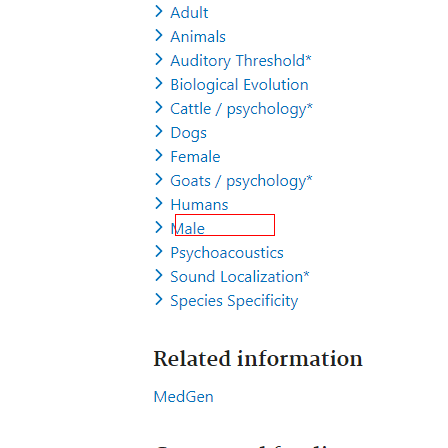 Adult
Animals
Auditory Threshold*
Biological Evolution
Cattle / psychology*
Dogs
Female
Goats / psychology*
Humans
Male
Psychoacoustics
Sound Localization*
Species Specificity
Related information
MedGen